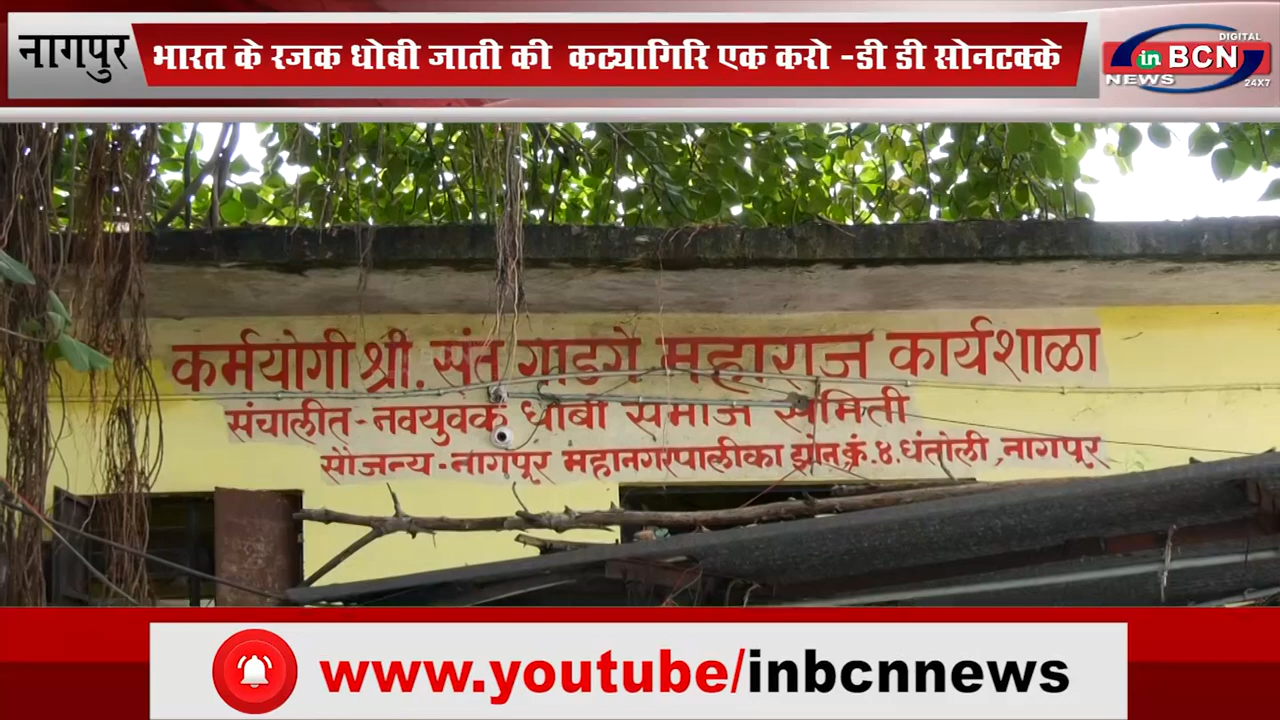 नागपुर
भारत के रजक धोबी जाती की कट्यागिरि एक करो -डी डी सोनटक्के
DIGITAL
in BCN
NEWS
24X7
कर्मयोगी श्री. संत गाडगे महाराज कार्यशाळा
संचालीत-नवयुवक धोबी समाज समिती
सौजन्य-नागपूर महानगरपालीका झोन क्रं.४.धंतोली, नागपूर
www.youtube/inbcnnews